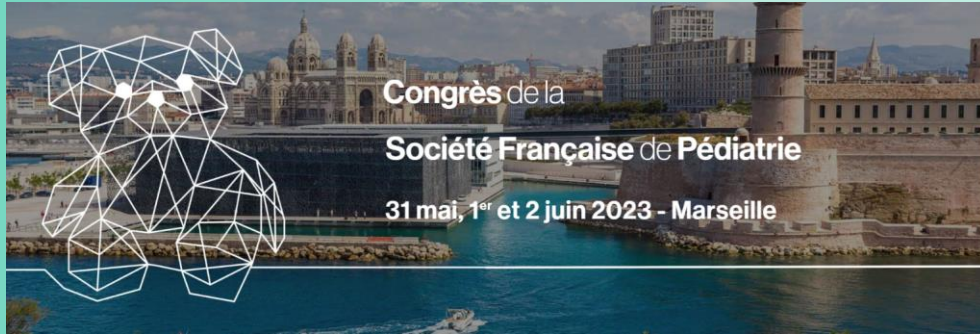 Congrès de la
Société Française de Pédiatrie
31 mai, 1er et 2 juin 2023 - Marseille